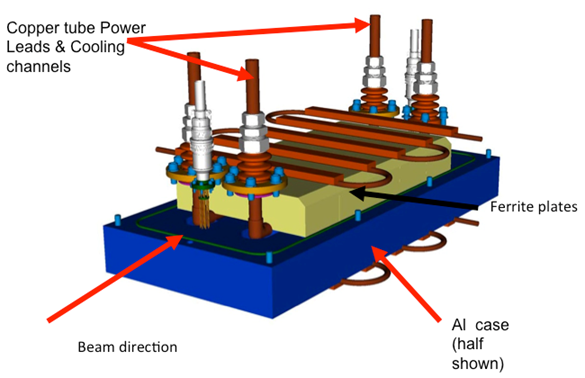 Copper tube Power
Leads & Cooling
channels
Ferrite plates
Al case
(half
shown)
Beam direction